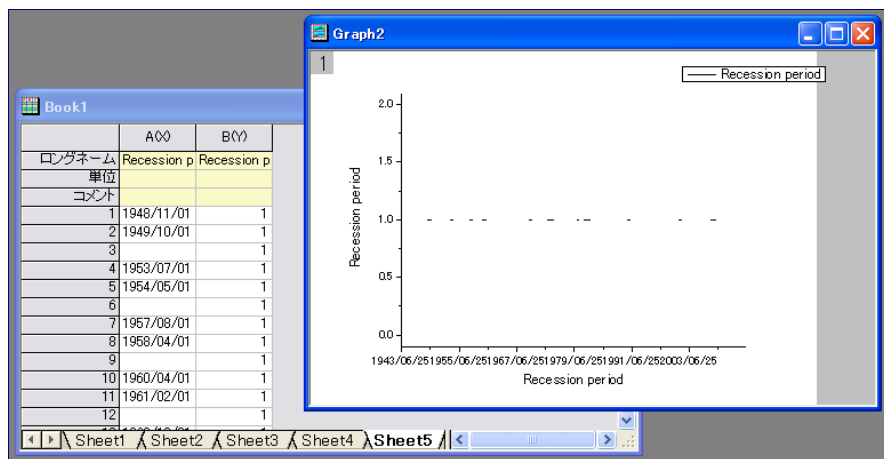 Graph2
1
Recession period
2.0
1.5
1.0
0.5
0.0
Recession period
1943/06/251955/06/251967/06/251979/06/251991/06/252003/06/25
Recession period
Book1
A(X) B(Y)
ロングネーム Recession p Recession p
単位
コメント
1 1948/11/01 1
2 1949/10/01 1
3 1
4 1953/07/01 1
5 1954/05/01 1
6 1
7 1957/08/01 1
8 1958/04/01 1
9 1
10 1960/04/01 1
11 1961/02/01 1
12 1
Sheet1 Sheet2 Sheet3 Sheet4 Sheet5